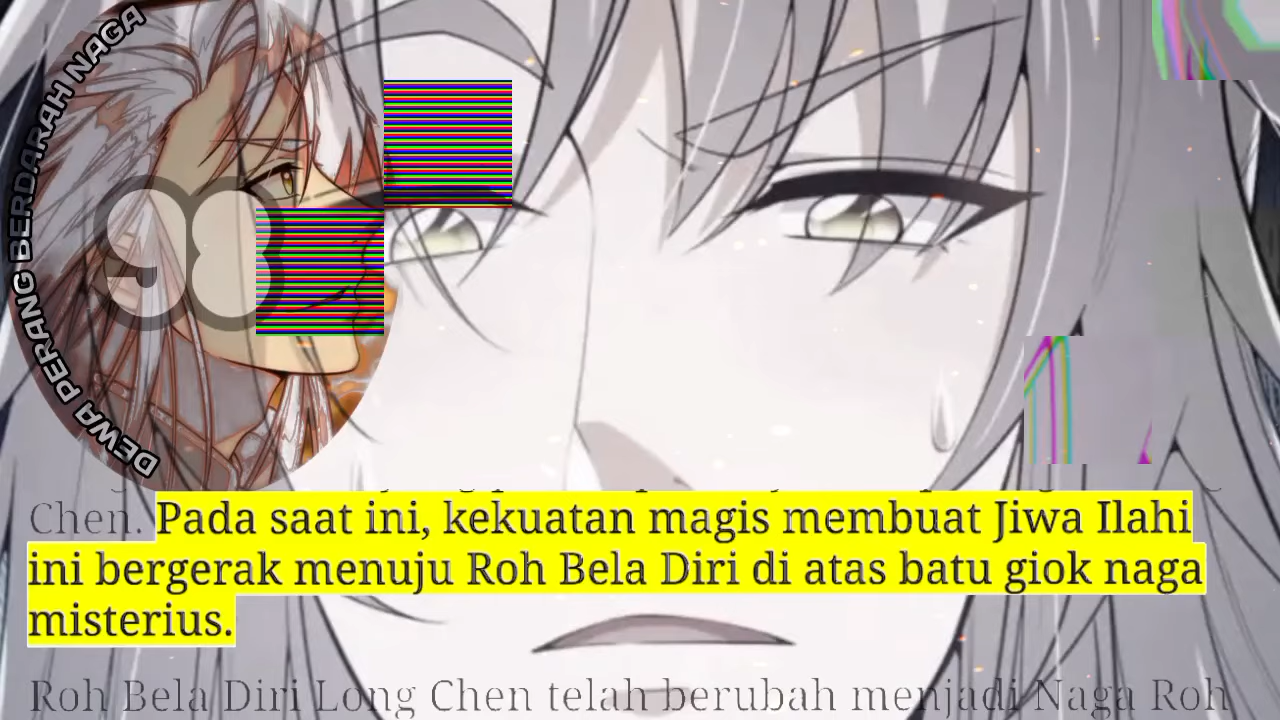 DEWA PERANG BERDARAH NAGA
98
Chen. Pada saat ini, kekuatan magis membuat Jiwa Ilahi
ini bergerak menuju Roh Bela Diri di atas batu giok naga
misterius.
Roh Bela Diri Long Chen telah berubah menjadi Naga Roh